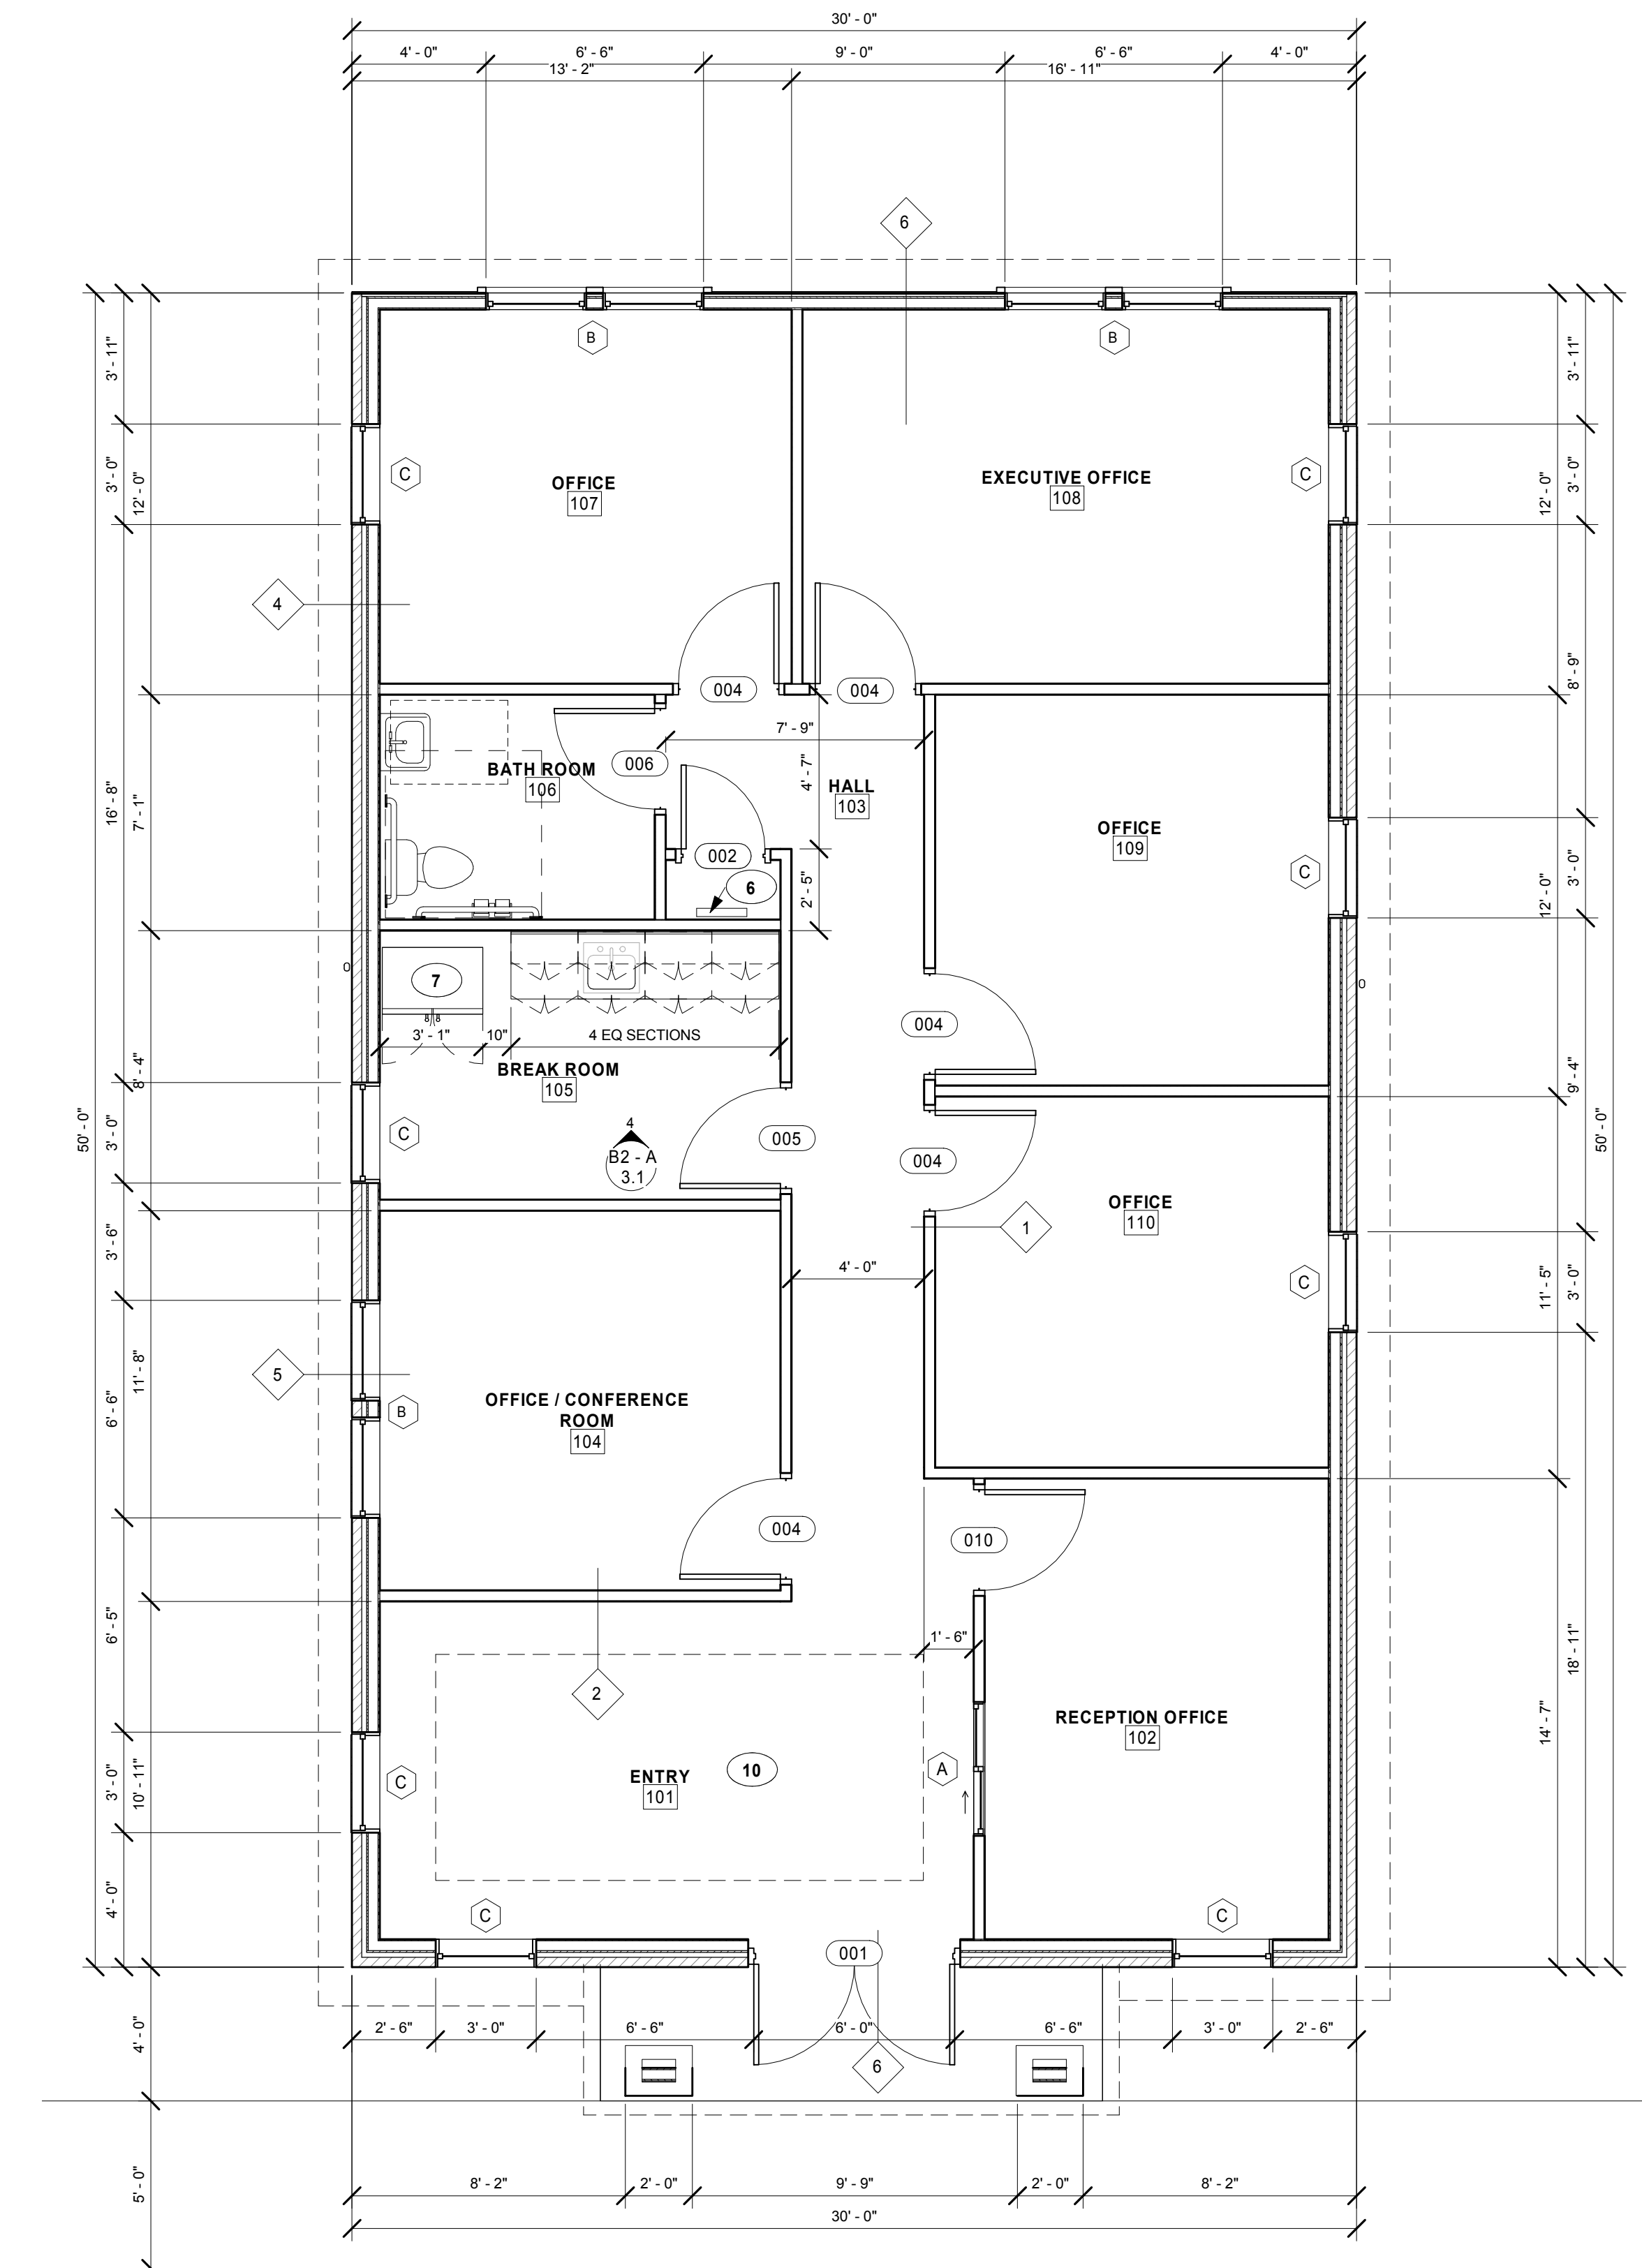 30' - 0"
4' - 0" 6' - 6" 9' - 0" 6' - 6" 4' - 0"
13' - 2" 16' - 11"
6
B B
3' - 11" 3' - 11"
C C
3' - 0" 12' - 0" 12' - 0" 3' - 0"
OFFICE
107
EXECUTIVE OFFICE
108
4
8' - 9"
004 004
7' - 9"
006
BATH ROOM
106
4' - 7"
HALL
103
16' - 8" 7' - 1"
OFFICE
109
002
6
2' - 5"
C
3' - 0" 12' - 0"
0 0
7
3' - 1" 10" 4 EQ SECTIONS
BREAK ROOM
105
004
8' - 4" 9' - 4"
50' - 0" 50' - 0"
3' - 0"
C
4
B2 - A
3.1
005
004
OFFICE
110
1
3' - 6"
4' - 0"
C
11' - 5" 3' - 0"
5
11' - 8"
6' - 6"
B
OFFICE / CONFERENCE
ROOM
104
004
010
6' - 5"
1' - 6"
18' - 11"
2
RECEPTION OFFICE
102
14' - 7"
ENTRY
101
10
A
C
3' - 0" 10' - 11"
4' - 0"
C C
001
4' - 0"
2' - 6" 3' - 0" 6' - 6" 6' - 0" 6' - 6" 3' - 0" 2' - 6"
6
5' - 0"
8' - 2" 2' - 0" 9' - 9" 2' - 0" 8' - 2"
30' - 0"